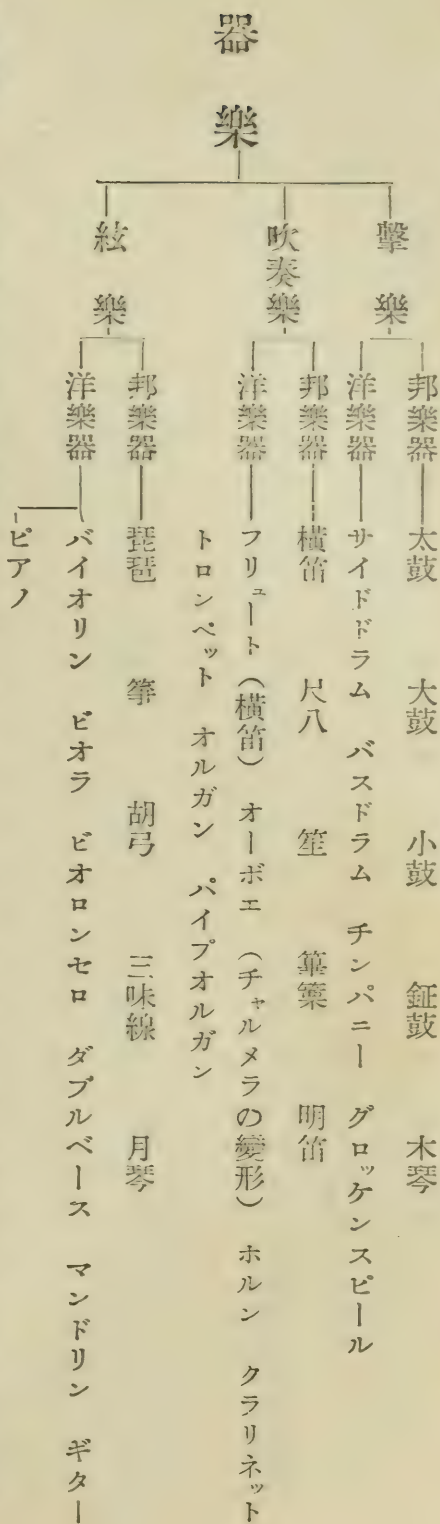 器樂
擊樂
邦樂器 太鼓 大鼓 小鼓 鉦鼓 木琴
洋樂器 サイドドラム バスドラム チンパニー グロッケンスピール
吹奏樂
邦樂器 橫笛 尺八 笙 篳篥 明笛
洋樂器 フリュート(橫笛) オーボエ (チャルメラの變形) ホルン クラリネット
トロンペット オルガン パイプオルガン
絃樂
邦樂器 琵琶 箏 胡弓 三味線 月琴
洋樂器 バイオリン ビオラ ビオロンセロ ダブルベース マンドリン ギター
ピアノ